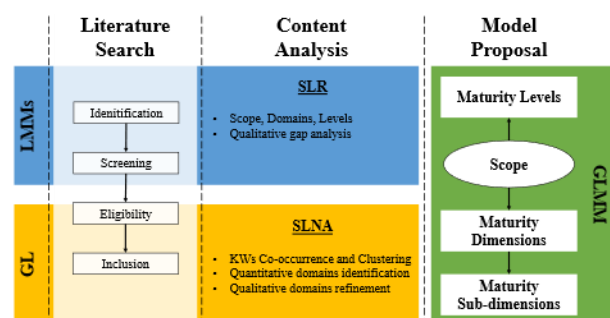 Literature
Search
Content
Analysis
Model
Proposal
LMMs
Idenitification
Screening
SLR
• Scope, Domains, Levels
• Qualitative gap analysis
GL
Eligibility
Inclusion
SLNA
• KWs Co-occurrence and Clustering
• Quantitative domains identification
• Qualitative domains refinement
Maturity Levels
Scope
Maturity
Dimensions
Maturity
Sub-dimensions
GLMM